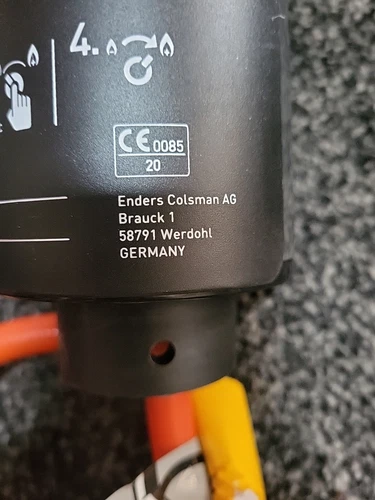 4.
CE 0085
20
Enders Colsman AG
Brauck 1
58791 Werdohl
GERMANY